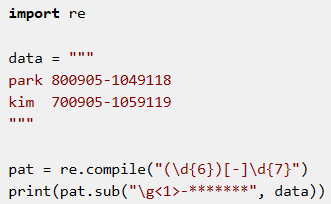 import re
data = """
park 800905-1049118
kim  700905-1059119
"""
pat = re.compile("(\d{6})[-]\d{7}")
print(pat.sub("\g<1>-*******", data))